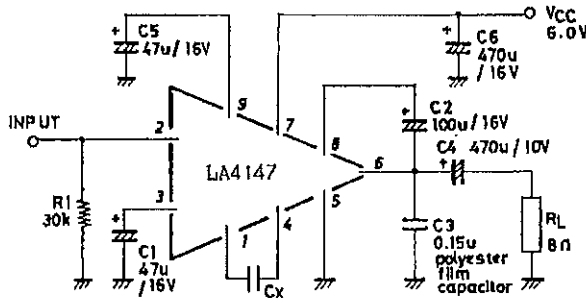 + C5
47u/16V
+ C6
470u
/16V
VCC
6.0V
9
7
INPUT
2
8
+ C2
100u/16V
C4 470u/10V
+
LA4147
6
3
5
R1
30k
+
C1
47u
/16V
1
4
CX
C3
0.15u
polyester
film
capacitor
RL
8Ω